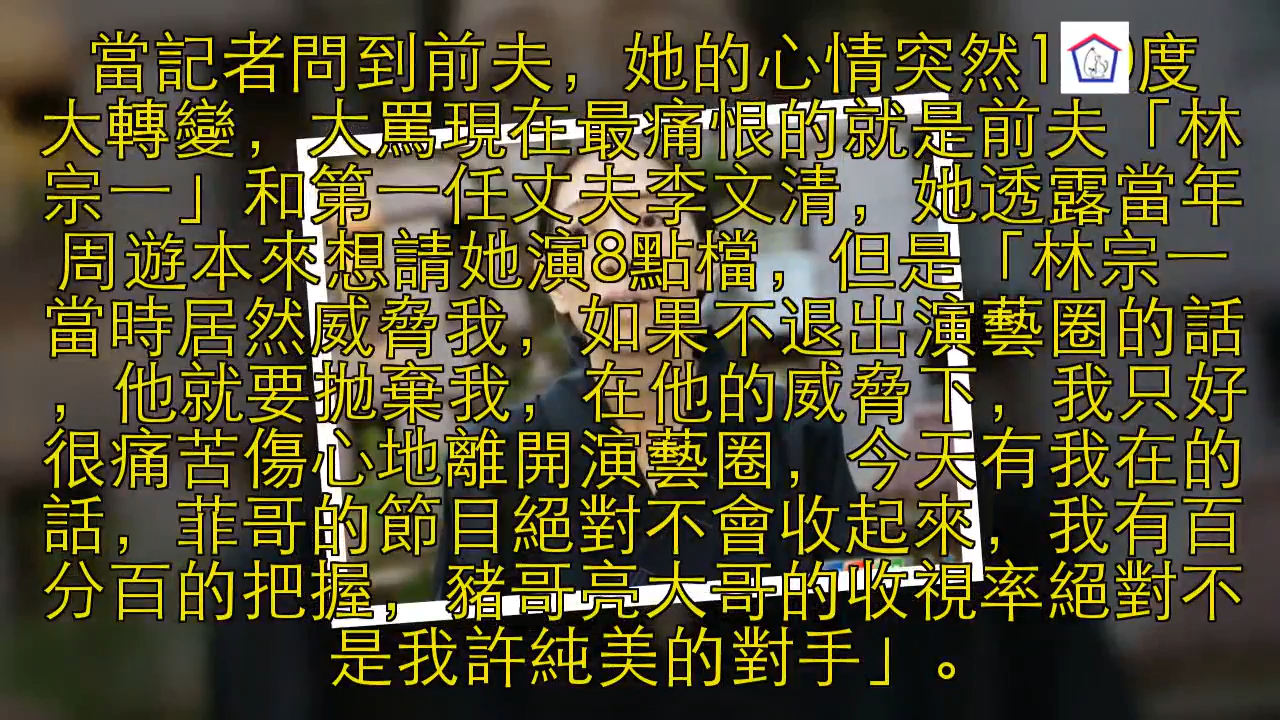 當記者問到前夫，她的心情突然1 度
大轉變，大罵現在最痛恨的就是前夫「林
宗一」和第一任丈夫李文清，她透露當年
周遊本來想請她演8點檔，但是「林宗一
當時居然威脅我，如果不退出演藝圈的話
，他就要拋棄我，在他的威脅下，我只好
很痛苦傷心地離開演藝圈，今天有我在的
話，菲哥的節目絕對不會收起來，我有百
分百的把握，豬哥亮大哥的收視率絕對不
是我許純美的對手」。